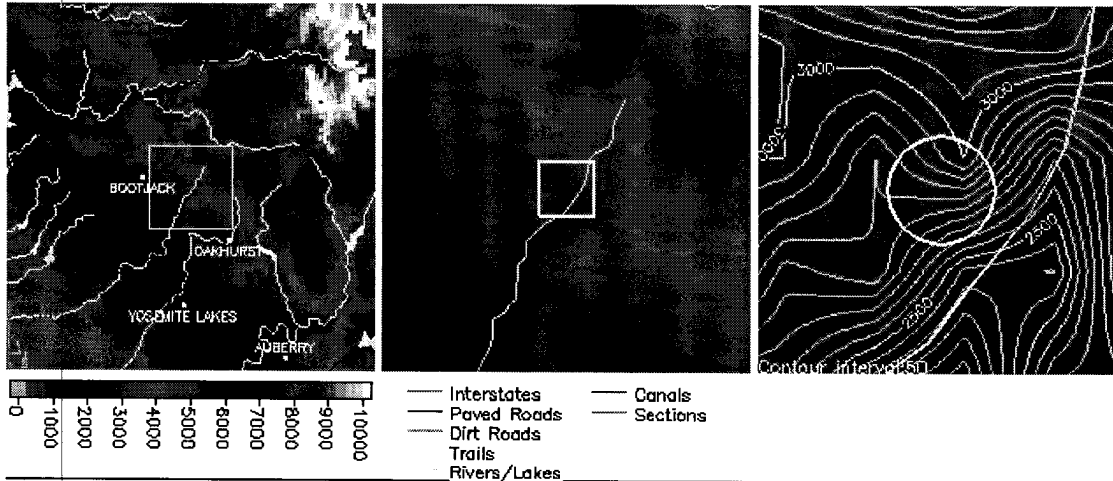 BOOTJACK
OAKHURST
YOSEMITE LAKES
AUBERRY
3000
3000
3000
2500
2500
Contour Interval:50
0
1000
2000
3000
4000
5000
6000
7000
8000
9000
10000
Interstates
Paved Roads
Dirt Roads
Trails
Rivers/Lakes
Canals
Sections